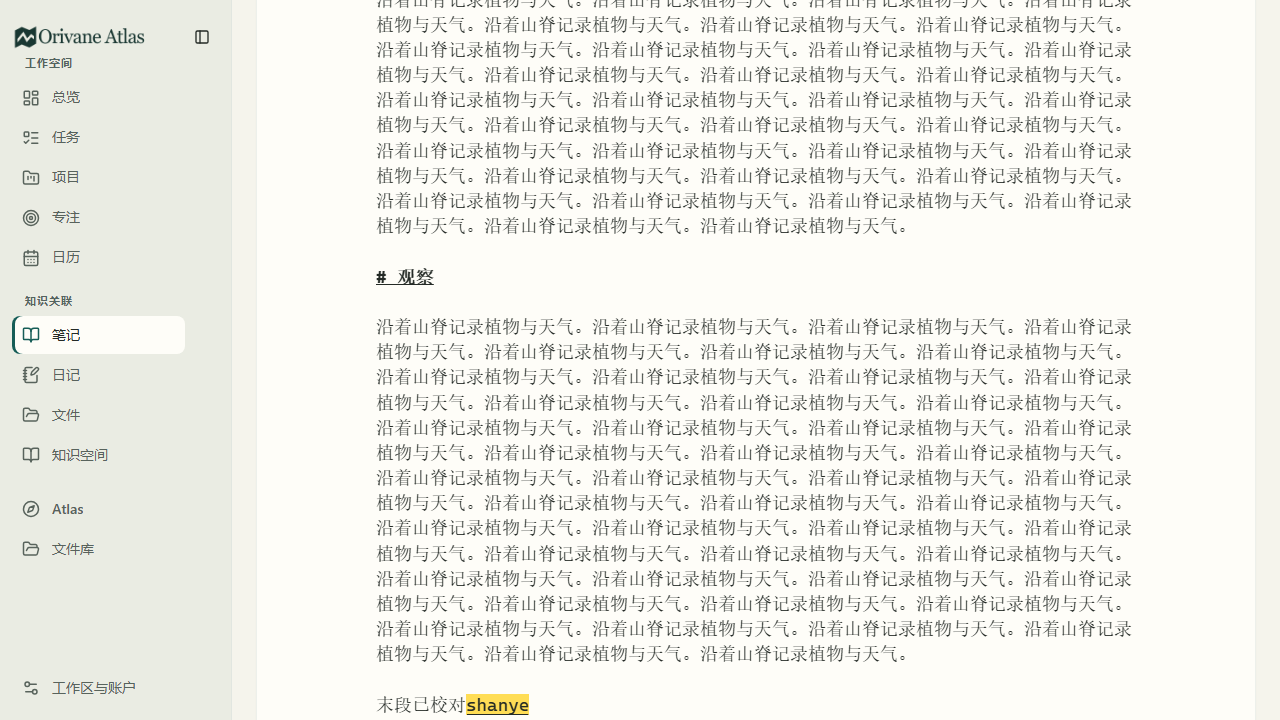 Orivane Atlas
工作空间
总览
任务
项目
专注
日历
知识关联
笔记
日记
文件
知识空间
Atlas
文件库
工作区与账户
沿着山脊记录植物与天气。沿着山脊记录植物与天气。沿着山脊记录植物与天气。沿着山脊记录
植物与天气。沿着山脊记录植物与天气。沿着山脊记录植物与天气。沿着山脊记录植物与天气。
沿着山脊记录植物与天气。沿着山脊记录植物与天气。沿着山脊记录植物与天气。沿着山脊记录
植物与天气。沿着山脊记录植物与天气。沿着山脊记录植物与天气。沿着山脊记录植物与天气。
沿着山脊记录植物与天气。沿着山脊记录植物与天气。沿着山脊记录植物与天气。沿着山脊记录
植物与天气。沿着山脊记录植物与天气。沿着山脊记录植物与天气。沿着山脊记录植物与天气。
沿着山脊记录植物与天气。沿着山脊记录植物与天气。沿着山脊记录植物与天气。沿着山脊记录
植物与天气。沿着山脊记录植物与天气。沿着山脊记录植物与天气。沿着山脊记录植物与天气。
沿着山脊记录植物与天气。沿着山脊记录植物与天气。沿着山脊记录植物与天气。沿着山脊记录
植物与天气。沿着山脊记录植物与天气。沿着山脊记录植物与天气。
# 观察
沿着山脊记录植物与天气。沿着山脊记录植物与天气。沿着山脊记录植物与天气。沿着山脊记录
植物与天气。沿着山脊记录植物与天气。沿着山脊记录植物与天气。沿着山脊记录植物与天气。
沿着山脊记录植物与天气。沿着山脊记录植物与天气。沿着山脊记录植物与天气。沿着山脊记录
植物与天气。沿着山脊记录植物与天气。沿着山脊记录植物与天气。沿着山脊记录植物与天气。
沿着山脊记录植物与天气。沿着山脊记录植物与天气。沿着山脊记录植物与天气。沿着山脊记录
植物与天气。沿着山脊记录植物与天气。沿着山脊记录植物与天气。沿着山脊记录植物与天气。
沿着山脊记录植物与天气。沿着山脊记录植物与天气。沿着山脊记录植物与天气。沿着山脊记录
植物与天气。沿着山脊记录植物与天气。沿着山脊记录植物与天气。沿着山脊记录植物与天气。
沿着山脊记录植物与天气。沿着山脊记录植物与天气。沿着山脊记录植物与天气。沿着山脊记录
植物与天气。沿着山脊记录植物与天气。沿着山脊记录植物与天气。沿着山脊记录植物与天气。
沿着山脊记录植物与天气。沿着山脊记录植物与天气。沿着山脊记录植物与天气。沿着山脊记录
植物与天气。沿着山脊记录植物与天气。沿着山脊记录植物与天气。沿着山脊记录植物与天气。
沿着山脊记录植物与天气。沿着山脊记录植物与天气。沿着山脊记录植物与天气。沿着山脊记录
植物与天气。沿着山脊记录植物与天气。沿着山脊记录植物与天气。
末段已校对shanye